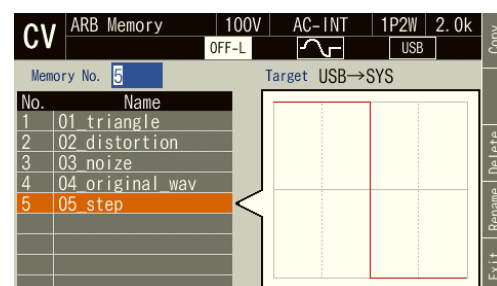 CV
ARB Memory 100V AC-INT 1P2W 2.0k
OFF-L USB
Memory No. 5 Target USB→SYS
No. Name
1 01_triangle
2 02_distortion
3 03_noize
4 04_original_wav
5 05_step
Copy
Delete
Rename
Exit